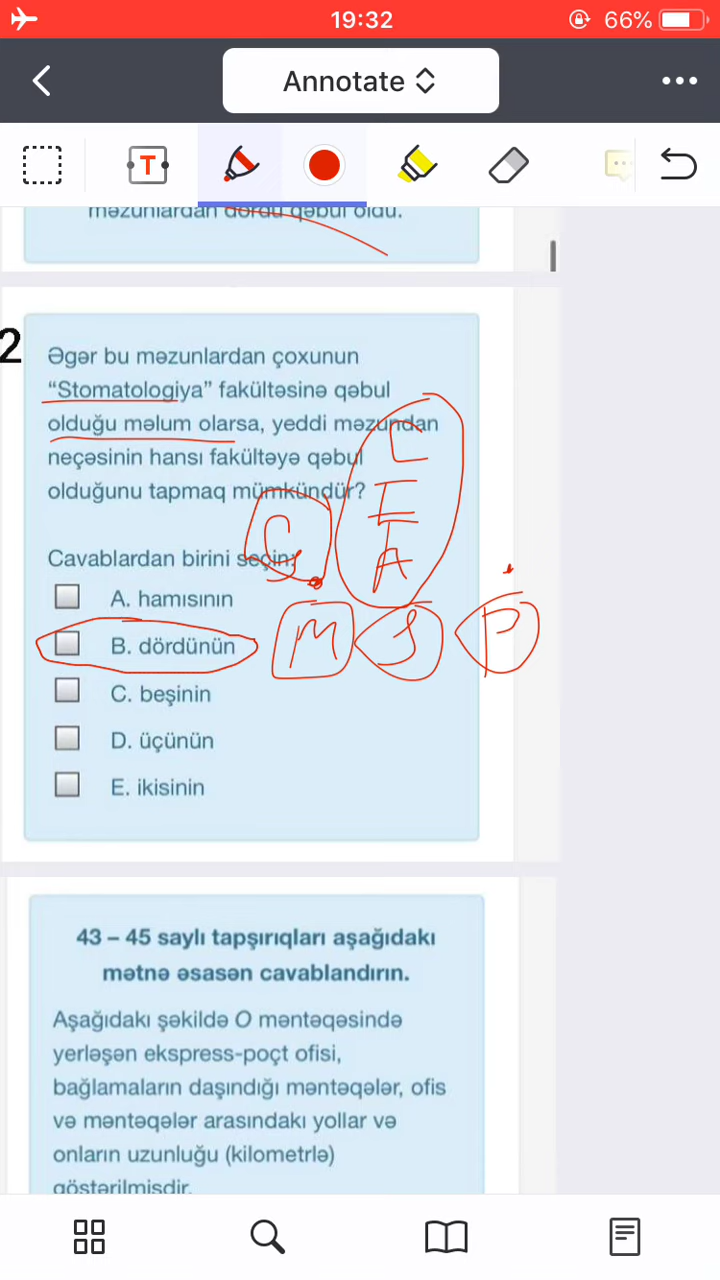 19:32
66%
Annotate
T
məzunlardan dördü qəbul oldu.
2
Əgər bu məzunlardan çoxunun
“Stomatologiya” fakültəsinə qəbul
olduğu məlum olarsa, yeddi məzundan
neçəsinin hansı fakültəyə qəbul
olduğunu tapmaq mümkündür?
L
E
A
Cavablardan birini seçin:
A. hamısının
B. dördünün
M S P
C. beşinin
D. üçünün
E. ikisinin
43 – 45 saylı tapşırıqları aşağıdakı
mətnə əsasən cavablandırın.
Aşağıdakı şəkildə O məntəqəsində
yerləşən ekspress-poçt ofisi,
bağlamaların daşındığı məntəqələr, ofis
və məntəqələr arasındakı yollar və
onların uzunluğu (kilometrlə)
göstərilmişdir.